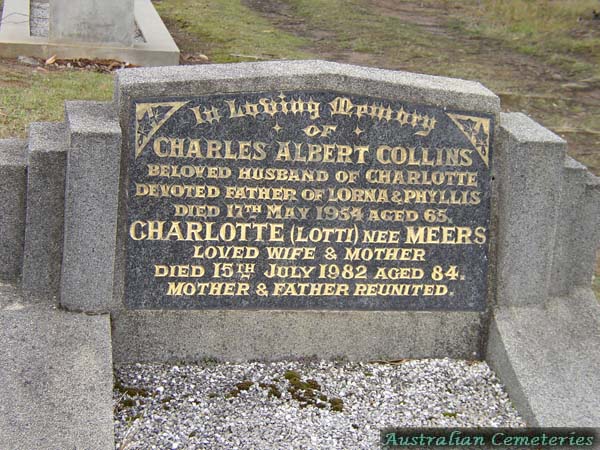 In Loving Memory
of
CHARLES ALBERT COLLINS
BELOVED HUSBAND OF CHARLOTTE
DEVOTED FATHER OF LORNA & PHYLLIS
DIED 17TH MAY 1954 AGED 65.
CHARLOTTE (LOTTI) NEE MEERS
LOVED WIFE & MOTHER
DIED 15TH JULY 1982 AGED 84.
MOTHER & FATHER REUNITED.
Australian Cemeteries